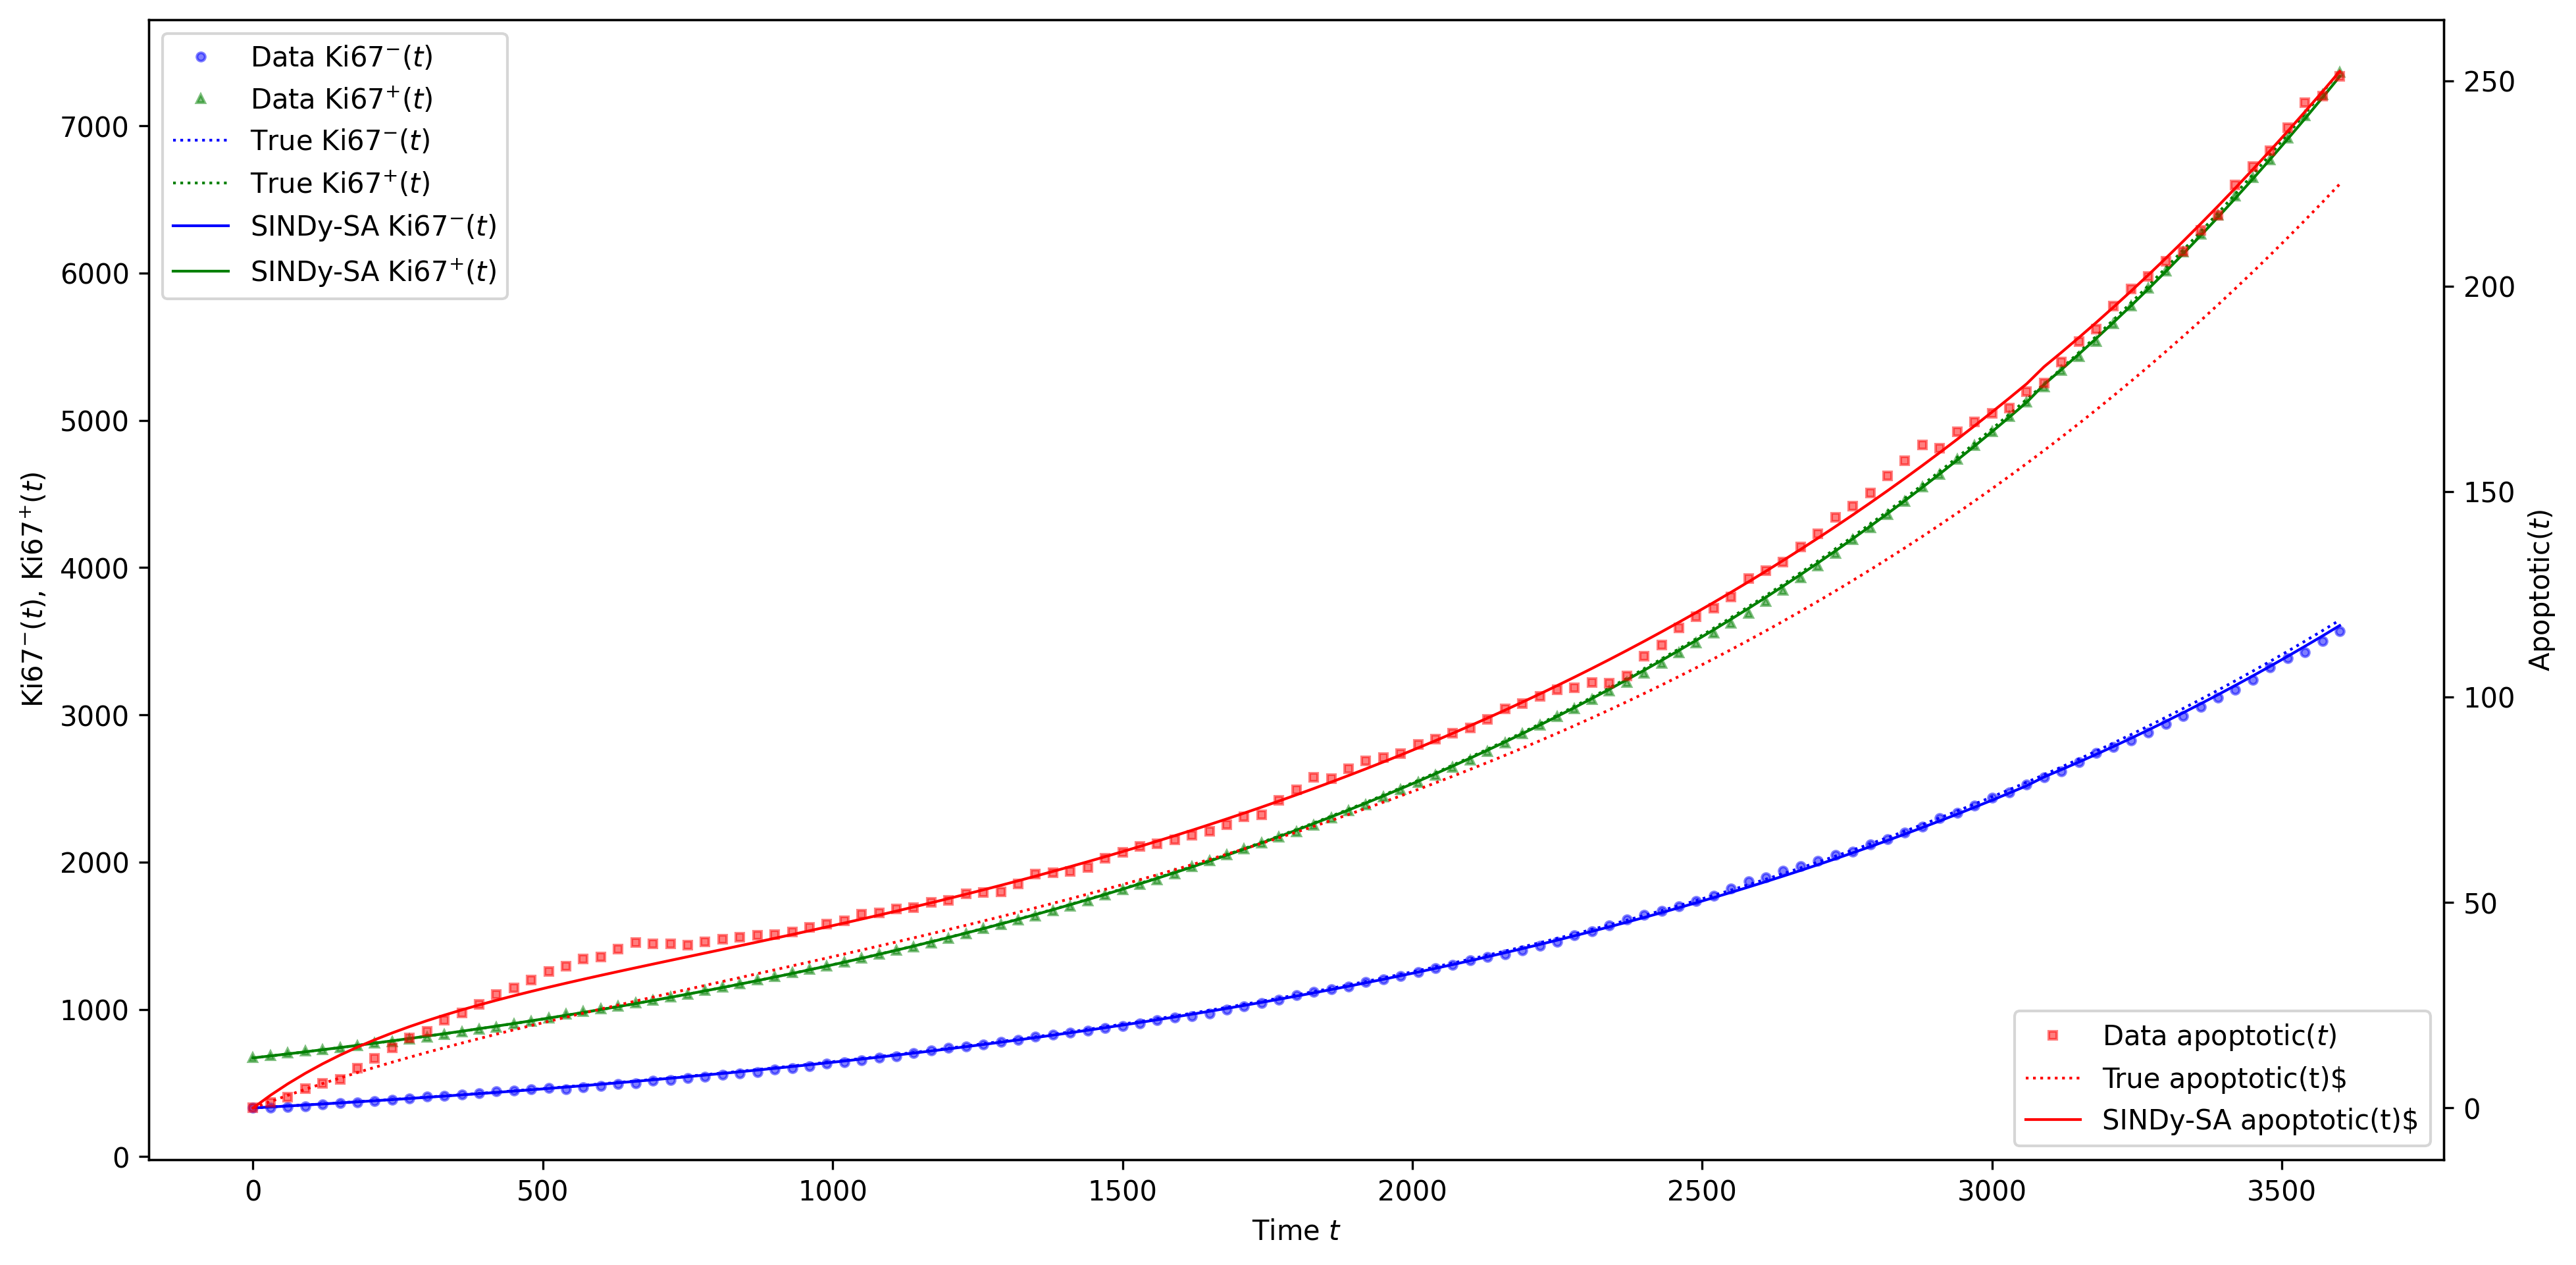 Data Ki67⁻(t)
Data Ki67⁺(t)
True Ki67⁻(t)
True Ki67⁺(t)
SINDy-SA Ki67⁻(t)
SINDy-SA Ki67⁺(t)
7000
6000
5000
4000
3000
2000
1000
0
Ki67⁻(t), Ki67⁺(t)
250
200
150
100
50
0
Apoptotic(t)
Data apoptotic(t)
True apoptotic(t)$
SINDy-SA apoptotic(t)$
0 500 1000 1500 2000 2500 3000 3500
Time t